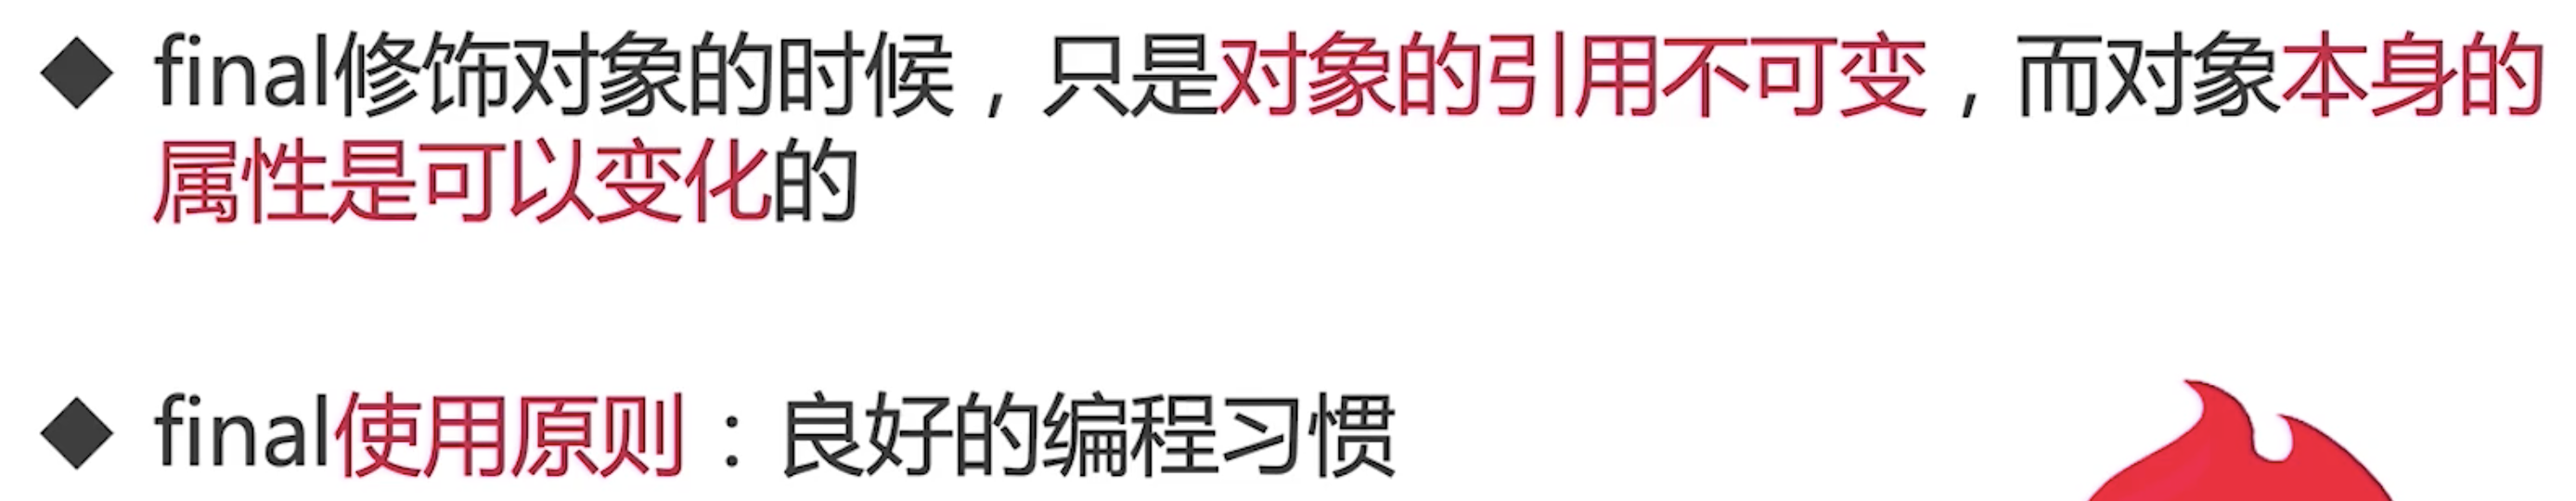 final修饰对象的时候，只是对象的引用不可变，而对象本身的
属性是可以变化的
final使用原则：良好的编程习惯